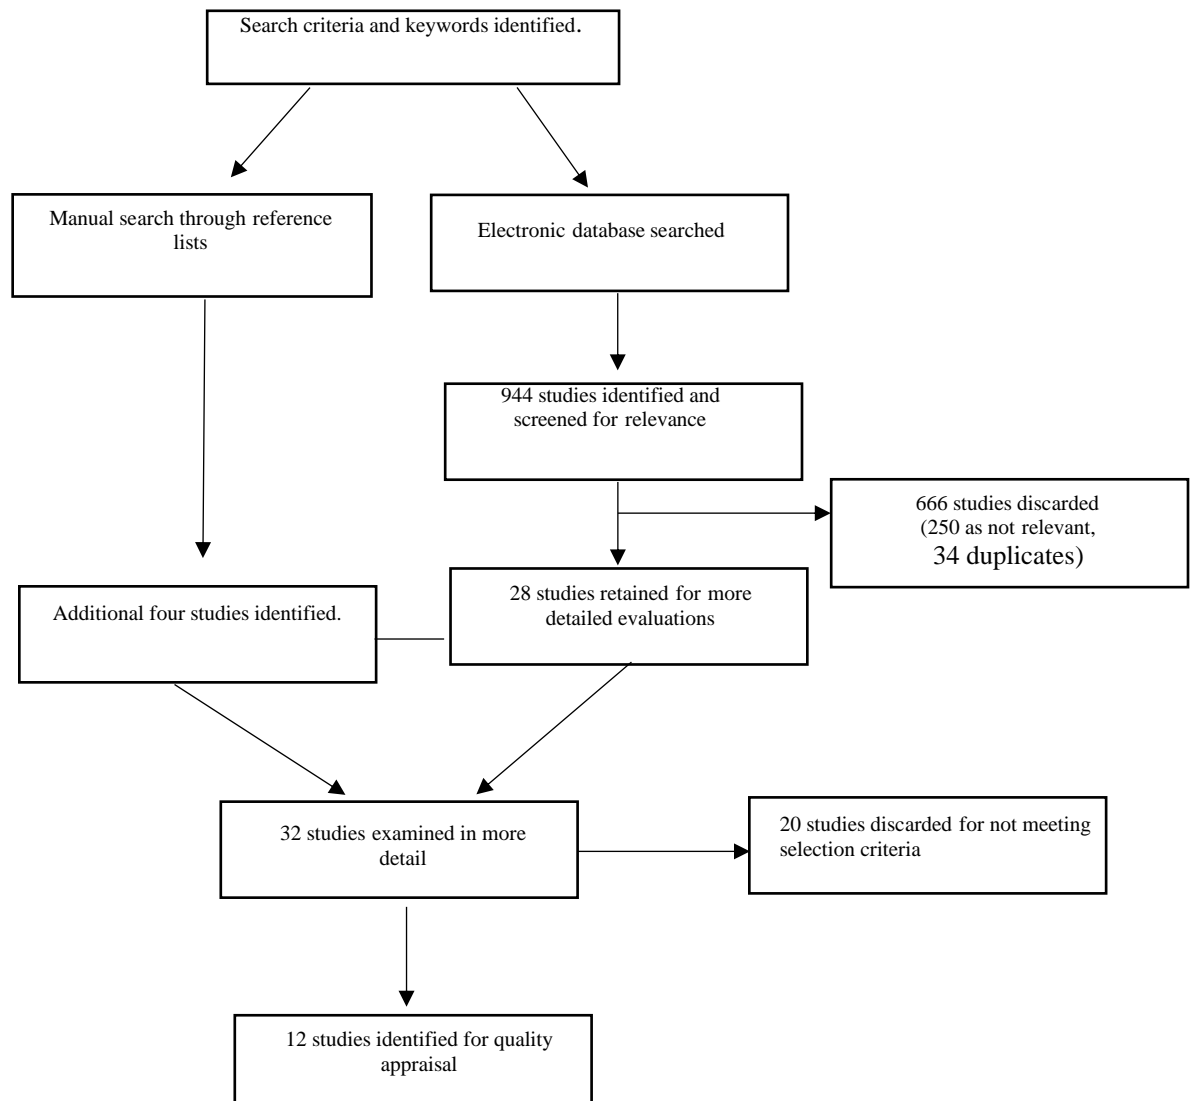 Search criteria and keywords identified.
Manual search through reference
lists
Electronic database searched
944 studies identified and
screened for relevance
666 studies discarded
(250 as not relevant,
34 duplicates)
Additional four studies identified.
28 studies retained for more
detailed evaluations
32 studies examined in more
detail
20 studies discarded for not meeting
selection criteria
12 studies identified for quality
appraisal